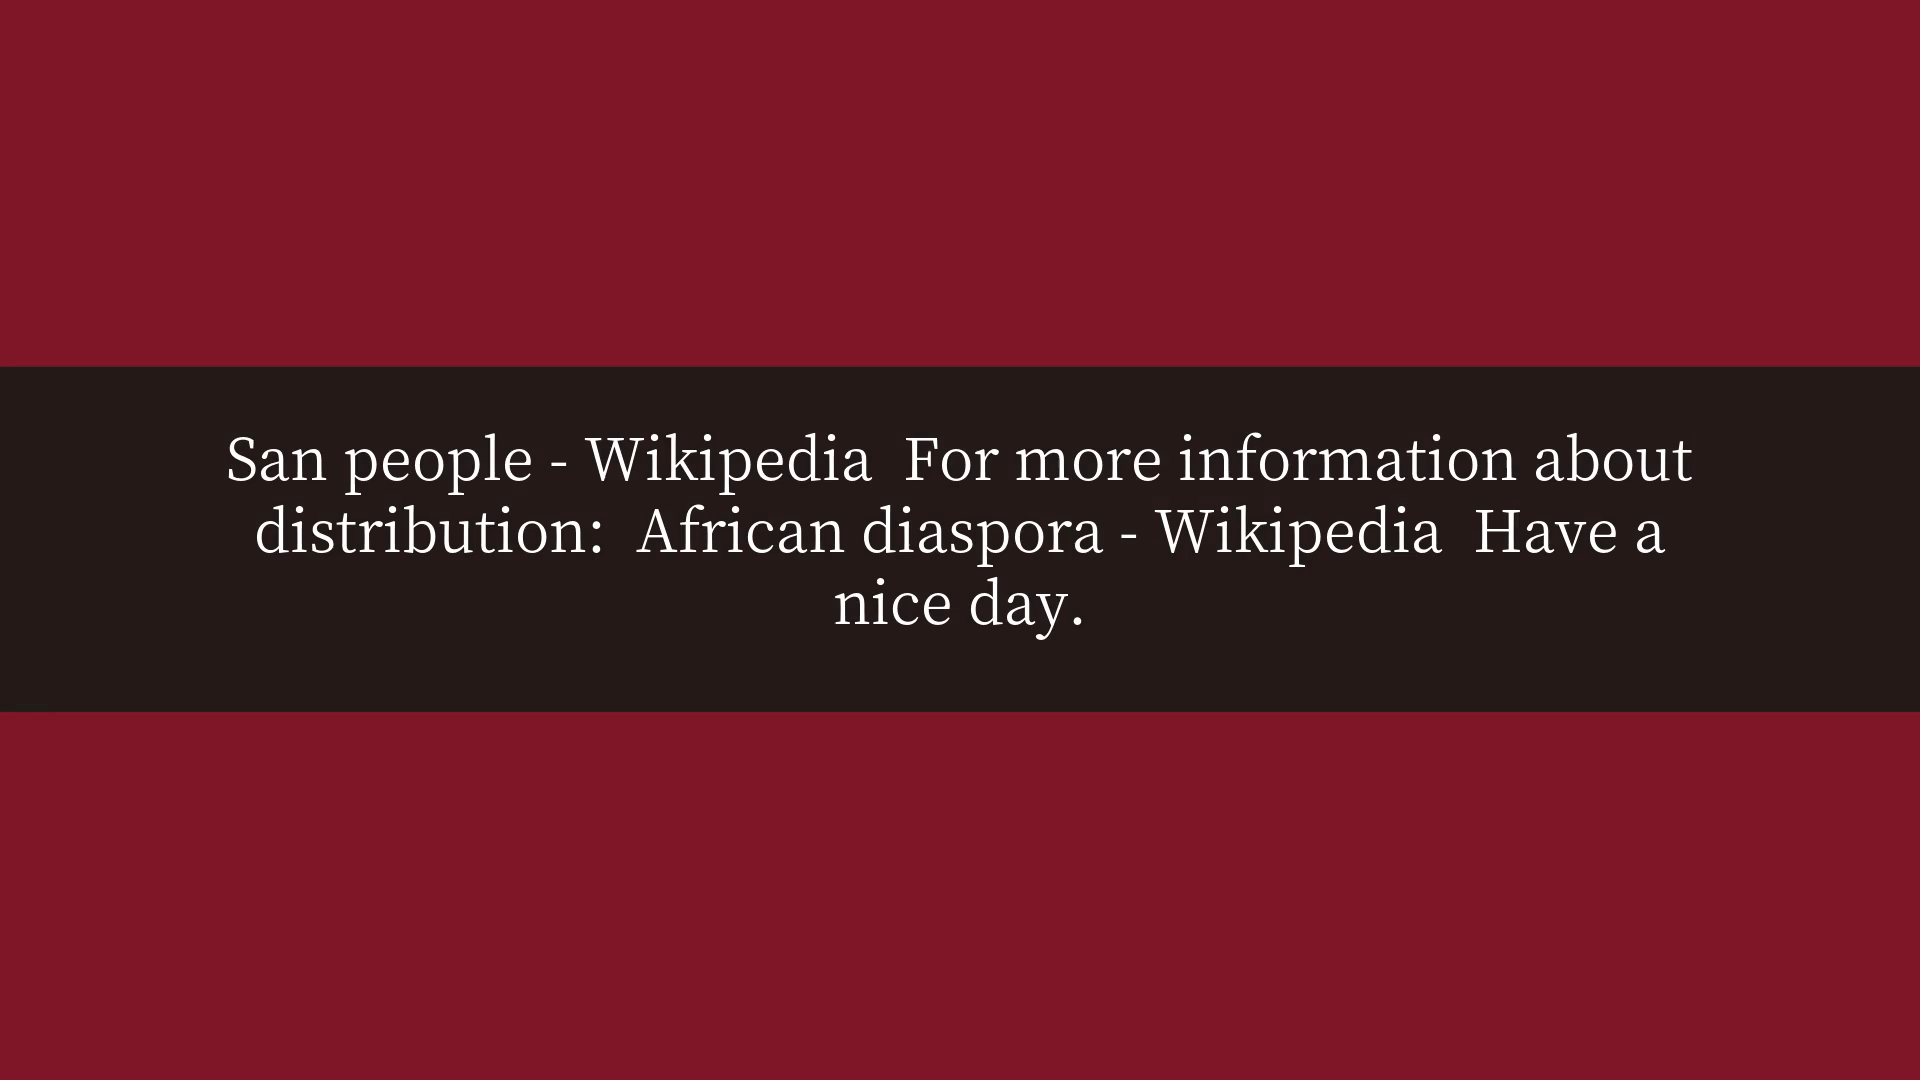 San people - Wikipedia  For more information about
distribution:  African diaspora - Wikipedia  Have a
nice day.